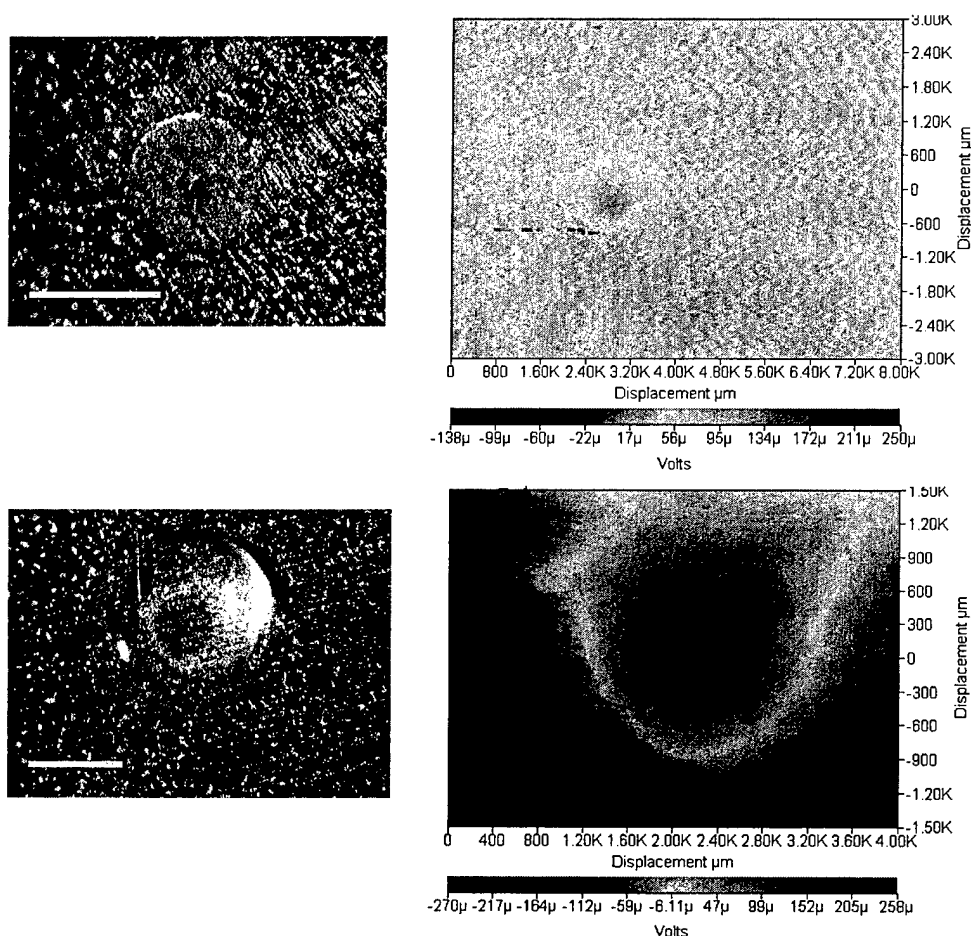 3.00K
2.40K
1.80K
1.20K
600
0
-600
-1.20K
-1.80K
-2.40K
-3.00K
Displacement µm
0 800 1.60K 2.40K 3.20K 4.00K 4.80K 5.60K 6.40K 7.20K 8.00K
Displacement µm
-138µ -99µ -60µ -22µ 17µ 56µ 95µ 134µ 172µ 211µ 250µ
Volts
1.50K
1.20K
900
600
300
0
-300
-600
-900
-1.20K
-1.50K
Displacement µm
0 400 800 1.20K 1.60K 2.00K 2.40K 2.80K 3.20K 3.60K 4.00K
Displacement µm
-270µ -217µ -164µ -112µ -59µ -6.11µ 47µ 99µ 152µ 205µ 258µ
Volts